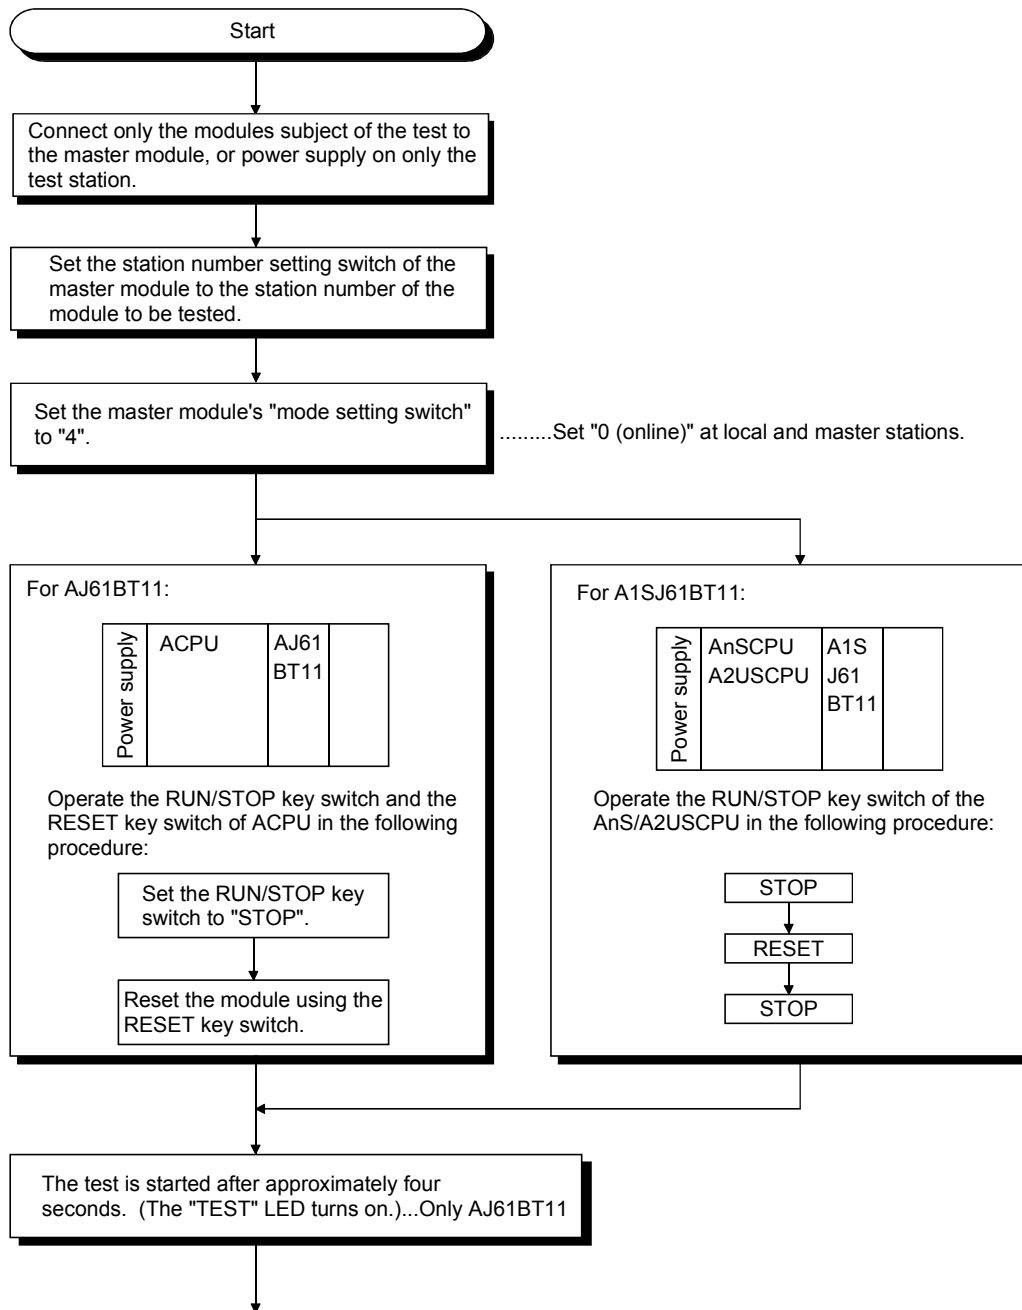 Start
Connect only the modules subject of the test to
the master module, or power supply on only the
test station.
Set the station number setting switch of the
master module to the station number of the
module to be tested.
Set the master module's "mode setting switch"
to "4".
.........Set "0 (online)" at local and master stations.
For AJ61BT11:
Power supply
ACPU
AJ61
BT11
Operate the RUN/STOP key switch and the
RESET key switch of ACPU in the following
procedure:
Set the RUN/STOP key
switch to "STOP".
Reset the module using the
RESET key switch.
For A1SJ61BT11:
Power supply
AnSCPU
A2USCPU
A1S
J61
BT11
Operate the RUN/STOP key switch of the
AnS/A2USCPU in the following procedure:
STOP
RESET
STOP
The test is started after approximately four
seconds. (The "TEST" LED turns on.)...Only AJ61BT11